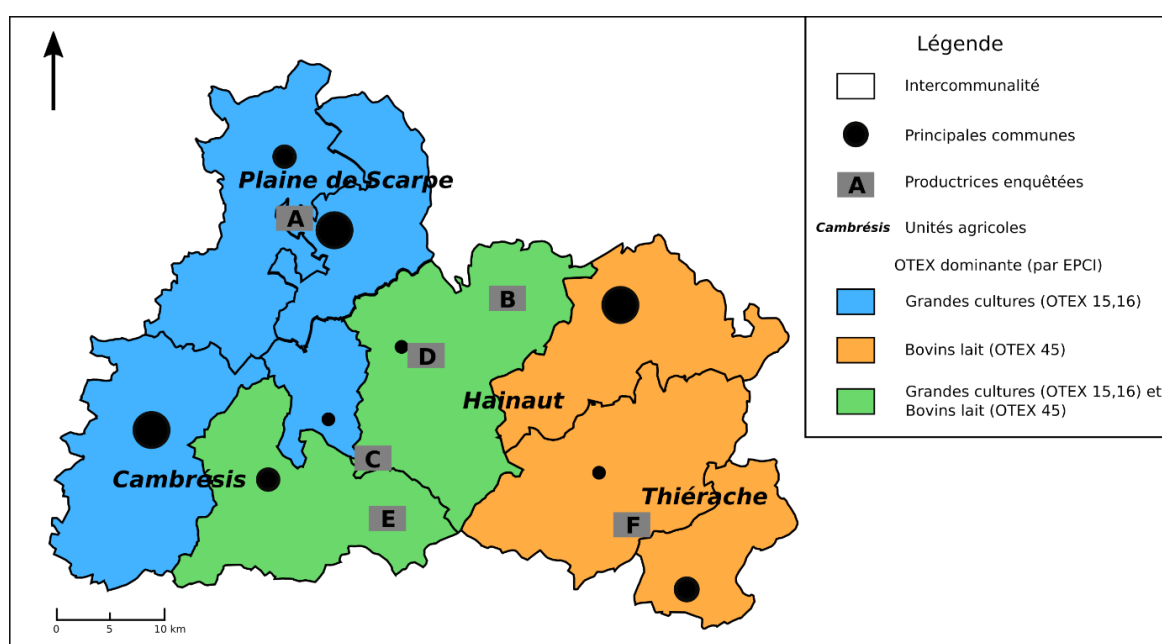 Légende
Intercommunalité
Principales communes
A
Productrices enquêtées
Cambrésis
Unités agricoles
OTEX dominante (par EPCI)
Grandes cultures (OTEX 15,16)
Bovins lait (OTEX 45)
Grandes cultures (OTEX 15,16) et
Bovins lait (OTEX 45)
Plaine de Scarpe
A
B
D
Hainaut
C
Cambrésis
Thiérache
E
F
0
5
10 km